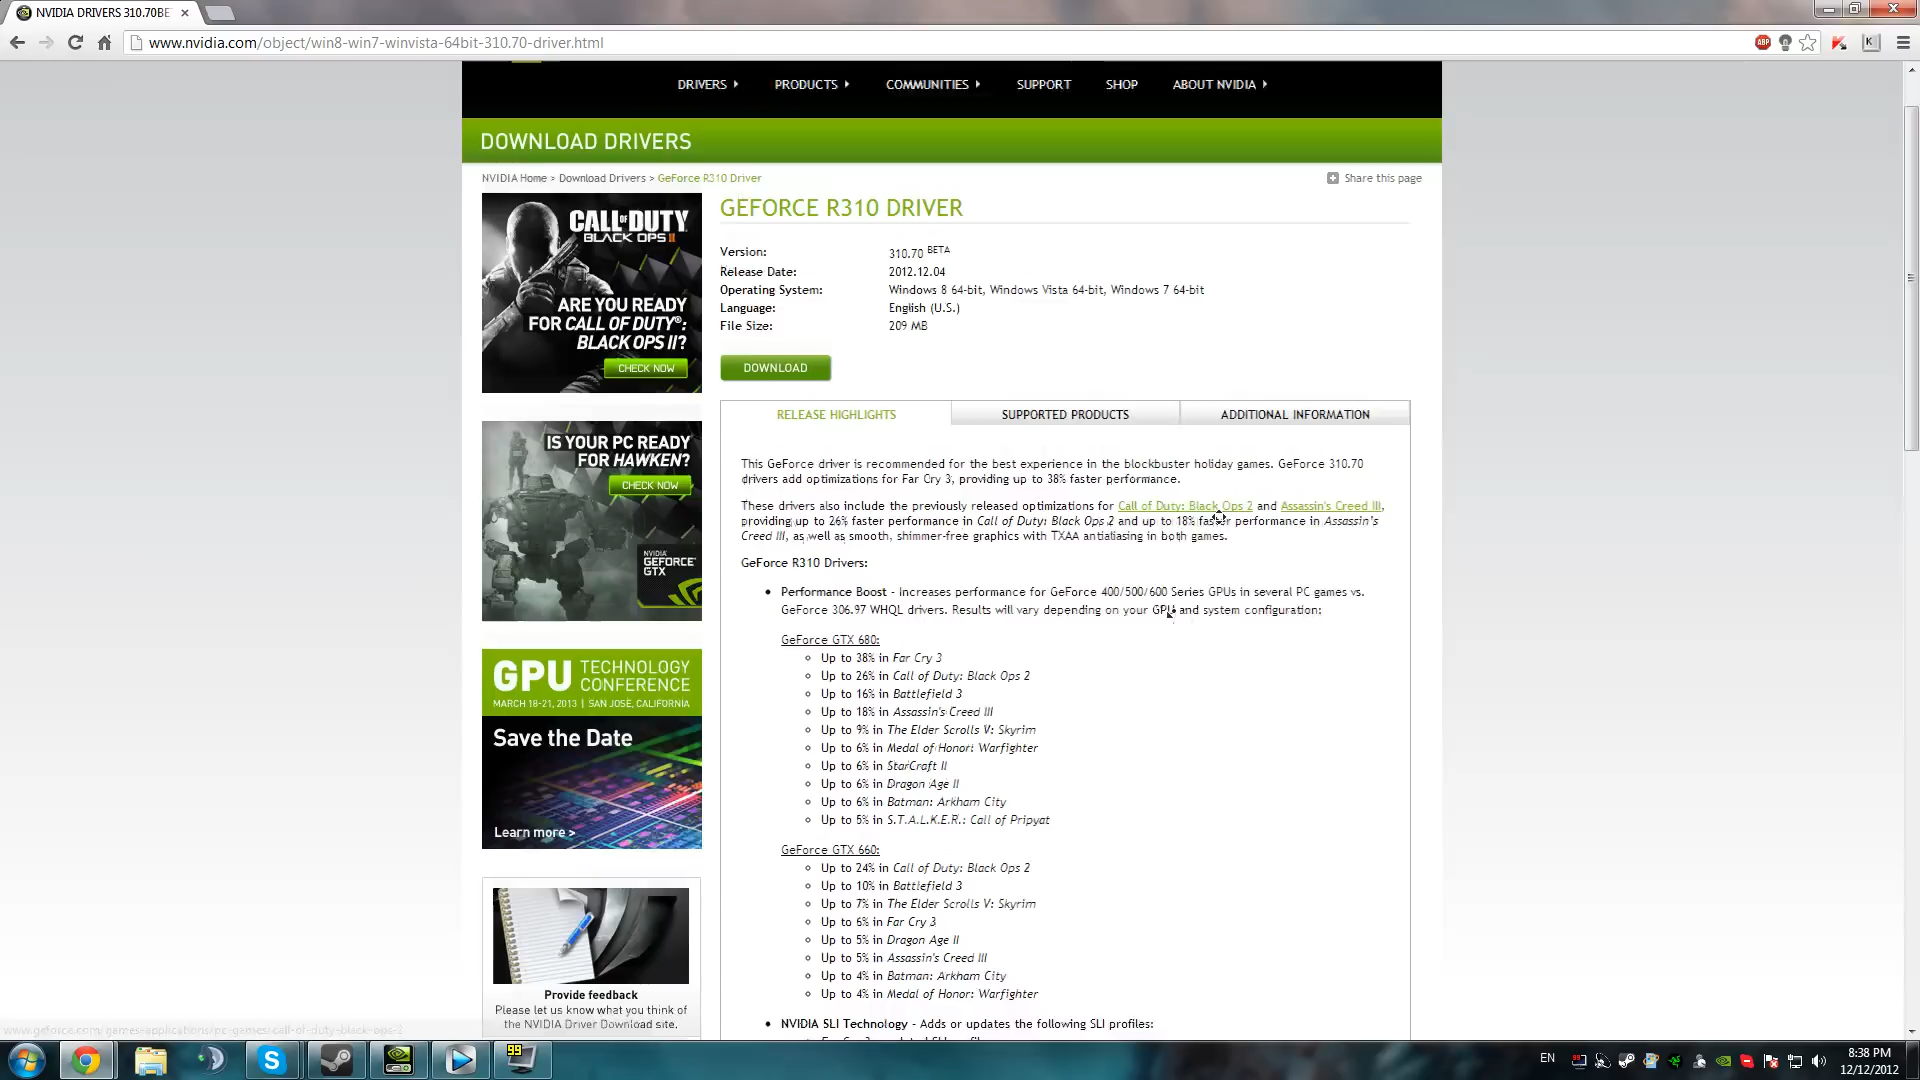 NVIDIA DRIVERS 310.70BE
www.nvidia.com/object/win8-win7-winvista-64bit-310.70-driver.html
ABP
K
DRIVERS
PRODUCTS
COMMUNITIES
SUPPORT
SHOP
ABOUT NVIDIA
DOWNLOAD DRIVERS
NVIDIA Home > Download Drivers > GeForce R310 Driver
Share this page
CALL OF DUTY
BLACK OPS II
ARE YOU READY
FOR CALL OF DUTY®:
BLACK OPS II?
CHECK NOW
IS YOUR PC READY
FOR HAWKEN?
CHECK NOW
NVIDIA
GEFORCE
GTX
GPU TECHNOLOGY
CONFERENCE
MARCH 18-21, 2013 | SAN JOSE, CALIFORNIA
Save the Date
Learn more >
Provide feedback
Please let us know what you think of
the NVIDIA Driver Download site.
GEFORCE R310 DRIVER
Version: 310.70 BETA
Release Date: 2012.12.04
Operating System: Windows 8 64-bit, Windows Vista 64-bit, Windows 7 64-bit
Language: English (U.S.)
File Size: 209 MB
DOWNLOAD
RELEASE HIGHLIGHTS
SUPPORTED PRODUCTS
ADDITIONAL INFORMATION
This GeForce driver is recommended for the best experience in the blockbuster holiday games. GeForce 310.70
drivers add optimizations for Far Cry 3, providing up to 38% faster performance.
These drivers also include the previously released optimizations for Call of Duty: Black Ops 2 and Assassin's Creed III,
providing up to 26% faster performance in Call of Duty: Black Ops 2 and up to 18% faster performance in Assassin's
Creed III, as well as smooth, shimmer-free graphics with TXAA antialiasing in both games.
GeForce R310 Drivers:
• Performance Boost – Increases performance for GeForce 400/500/600 Series GPUs in several PC games vs.
GeForce 306.97 WHQL drivers. Results will vary depending on your GPU and system configuration:
GeForce GTX 680:
Up to 38% in Far Cry 3
Up to 26% in Call of Duty: Black Ops 2
Up to 16% in Battlefield 3
Up to 18% in Assassin's Creed III
Up to 9% in The Elder Scrolls V: Skyrim
Up to 6% in Medal of Honor: Warfighter
Up to 6% in StarCraft II
Up to 6% in Dragon Age II
Up to 6% in Batman: Arkham City
Up to 5% in S.T.A.L.K.E.R.: Call of Pripyat
GeForce GTX 660:
Up to 24% in Call of Duty: Black Ops 2
Up to 10% in Battlefield 3
Up to 7% in The Elder Scrolls V: Skyrim
Up to 6% in Far Cry 3
Up to 5% in Dragon Age II
Up to 5% in Assassin's Creed III
Up to 4% in Batman: Arkham City
Up to 4% in Medal of Honor: Warfighter
• NVIDIA SLI Technology – Adds or updates the following SLI profiles:
www.geforce.com/games-applications/pc-games/call-of-duty-black-ops-2
99
EN
8:38 PM
12/12/2012